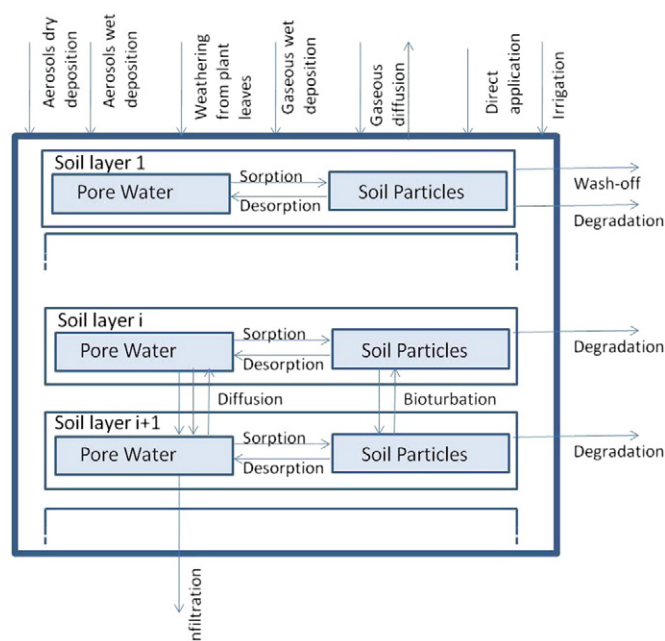 Aerosols dry
deposition
Aerosols wet
deposition
Weathering
from plant
leaves
Gaseous wet
deposition
Gaseous
diffusion
Direct
application
Irrigation
Soil layer 1
Pore Water
Sorption
Desorption
Soil Particles
Wash-off
Degradation
Soil layer i
Pore Water
Sorption
Desorption
Soil Particles
Degradation
Diffusion
Bioturbation
Soil layer i+1
Pore Water
Sorption
Desorption
Soil Particles
Degradation
nfiltration